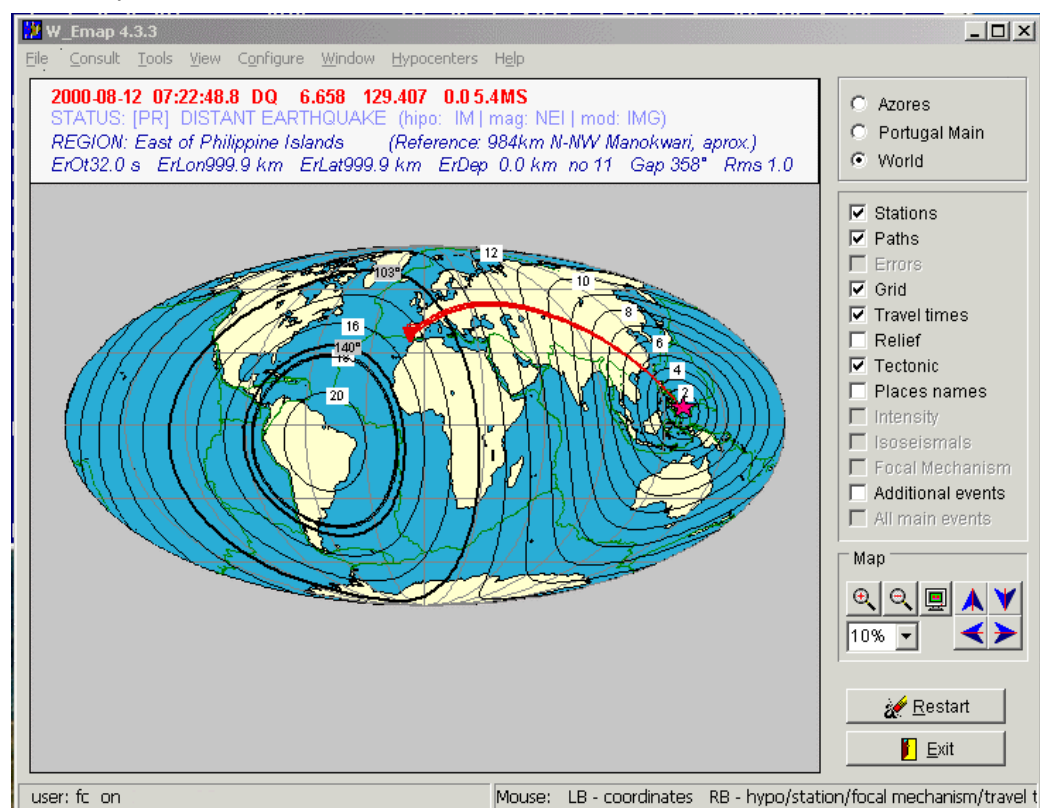 W_Emap 4.3.3
File Consult Tools View Configure Window Hypocenters Help
2000-08-12 07:22:48.8 DQ 6.658 129.407 0.0 5.4MS
STATUS: [PR] DISTANT EARTHQUAKE (hipo: IM | mag: NEI | mod: IMG)
REGION: East of Philippine Islands (Reference: 984km N-NW Manokwari, aprox.)
ErOt32.0 s ErLon999.9 km ErLat999.9 km ErDep 0.0 km no 11 Gap 358° Rms 1.0
Azores
Portugal Main
World
Stations
Paths
Errors
Grid
Travel times
Relief
Tectonic
Places names
Intensity
Isoseismals
Focal Mechanism
Additional events
All main events
12
103°
10
8
16
6
140°
4
2
20
Map
10%
Restart
Exit
user: fc on
Mouse: LB - coordinates RB - hypo/station/focal mechanism/travel t